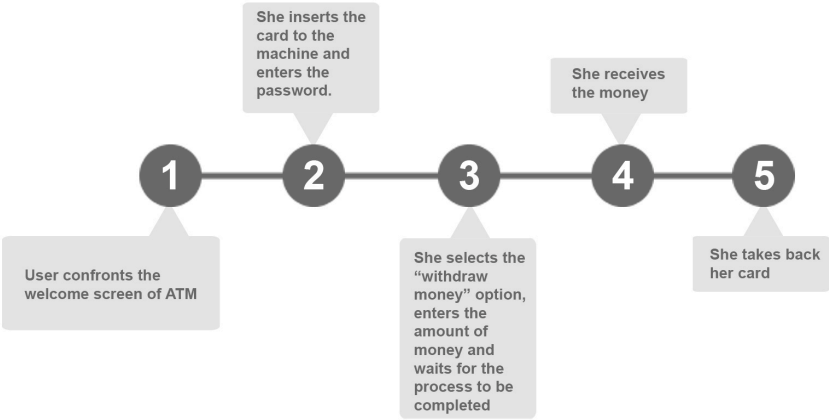 She inserts the
card to the
machine and
enters the
password.
She receives
the money
1
2
3
4
5
User confronts the
welcome screen of ATM
She selects the
“withdraw
money” option,
enters the
amount of
money and
waits for the
process to be
completed
She takes back
her card